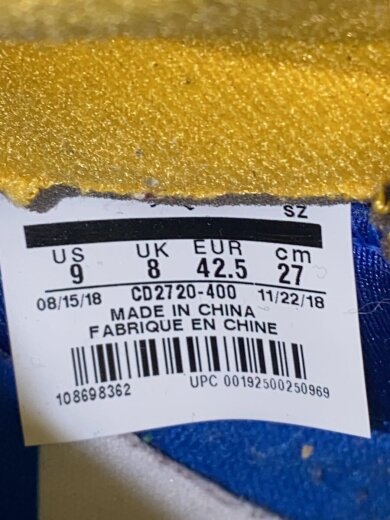 SZ
US UK EUR cm
9 8 42.5 27
08/15/18 CD2720-400 11/22/18
MADE IN CHINA
FABRIQUE EN CHINE
108698362 UPC 00192500250969